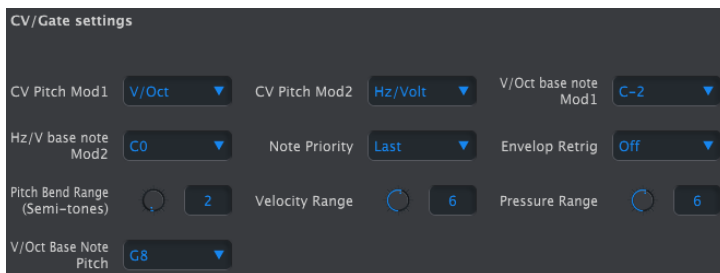 CV/Gate settings
CV Pitch Mod1 V/Oct CV Pitch Mod2 Hz/Volt V/Oct base note
Mod1 C-2
Hz/V base note
Mod2 C0 Note Priority Last Envelop Retrig Off
Pitch Bend Range
(Semi-tones) 2 Velocity Range 6 Pressure Range 6
V/Oct Base Note
Pitch G8